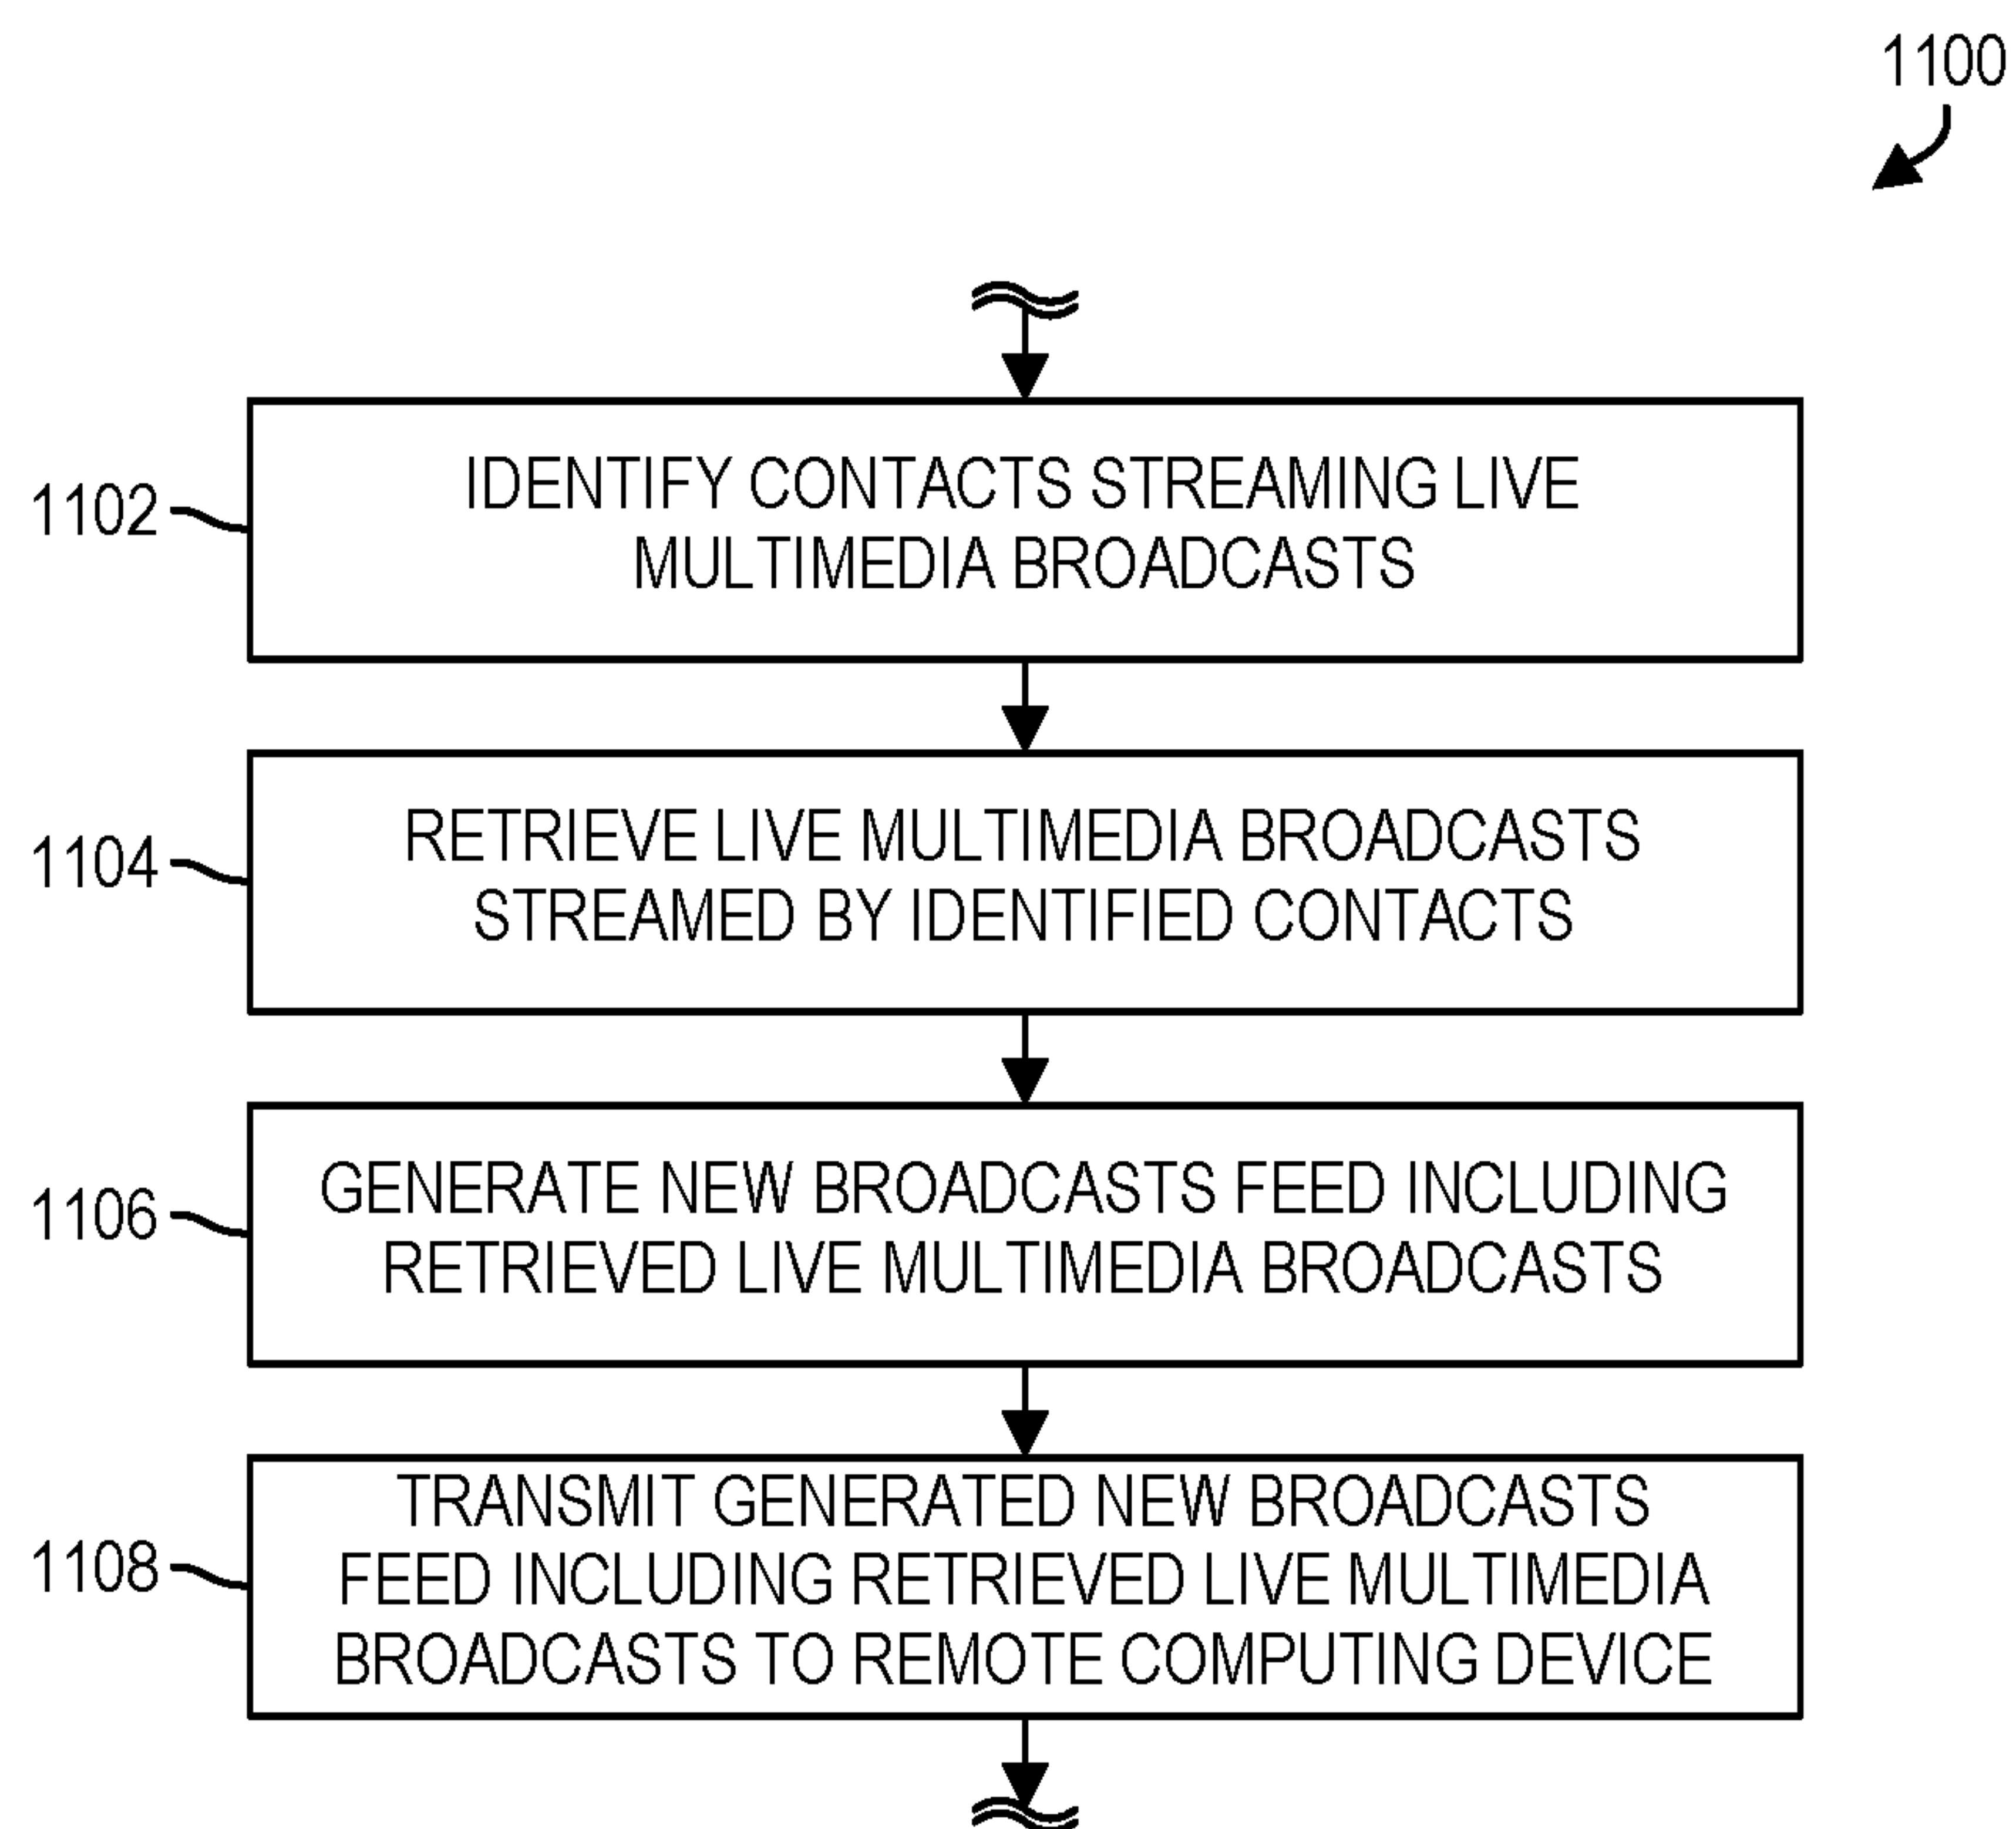 1100
1102
IDENTIFY CONTACTS STREAMING LIVE
MULTIMEDIA BROADCASTS
1104
RETRIEVE LIVE MULTIMEDIA BROADCASTS
STREAMED BY IDENTIFIED CONTACTS
1106
GENERATE NEW BROADCASTS FEED INCLUDING
RETRIEVED LIVE MULTIMEDIA BROADCASTS
1108
TRANSMIT GENERATED NEW BROADCASTS
FEED INCLUDING RETRIEVED LIVE MULTIMEDIA
BROADCASTS TO REMOTE COMPUTING DEVICE